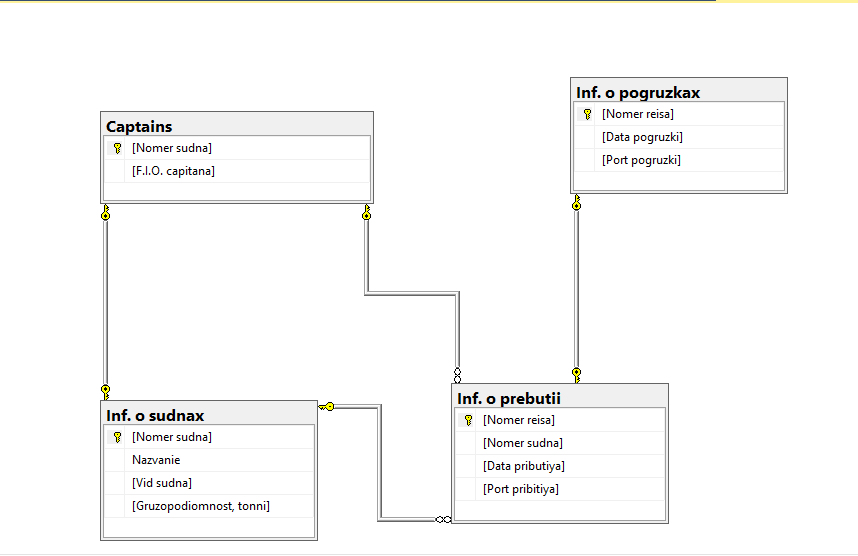 Captains
[Nomer sudna]
[F.I.O. capitana]
Inf. o pogruzkax
[Nomer reisa]
[Data pogruzki]
[Port pogruzki]
Inf. o sudnax
[Nomer sudna]
Nazvanie
[Vid sudna]
[Gruzopodiomnost, tonni]
Inf. o prebutii
[Nomer reisa]
[Nomer sudna]
[Data pributiya]
[Port pribitiya]